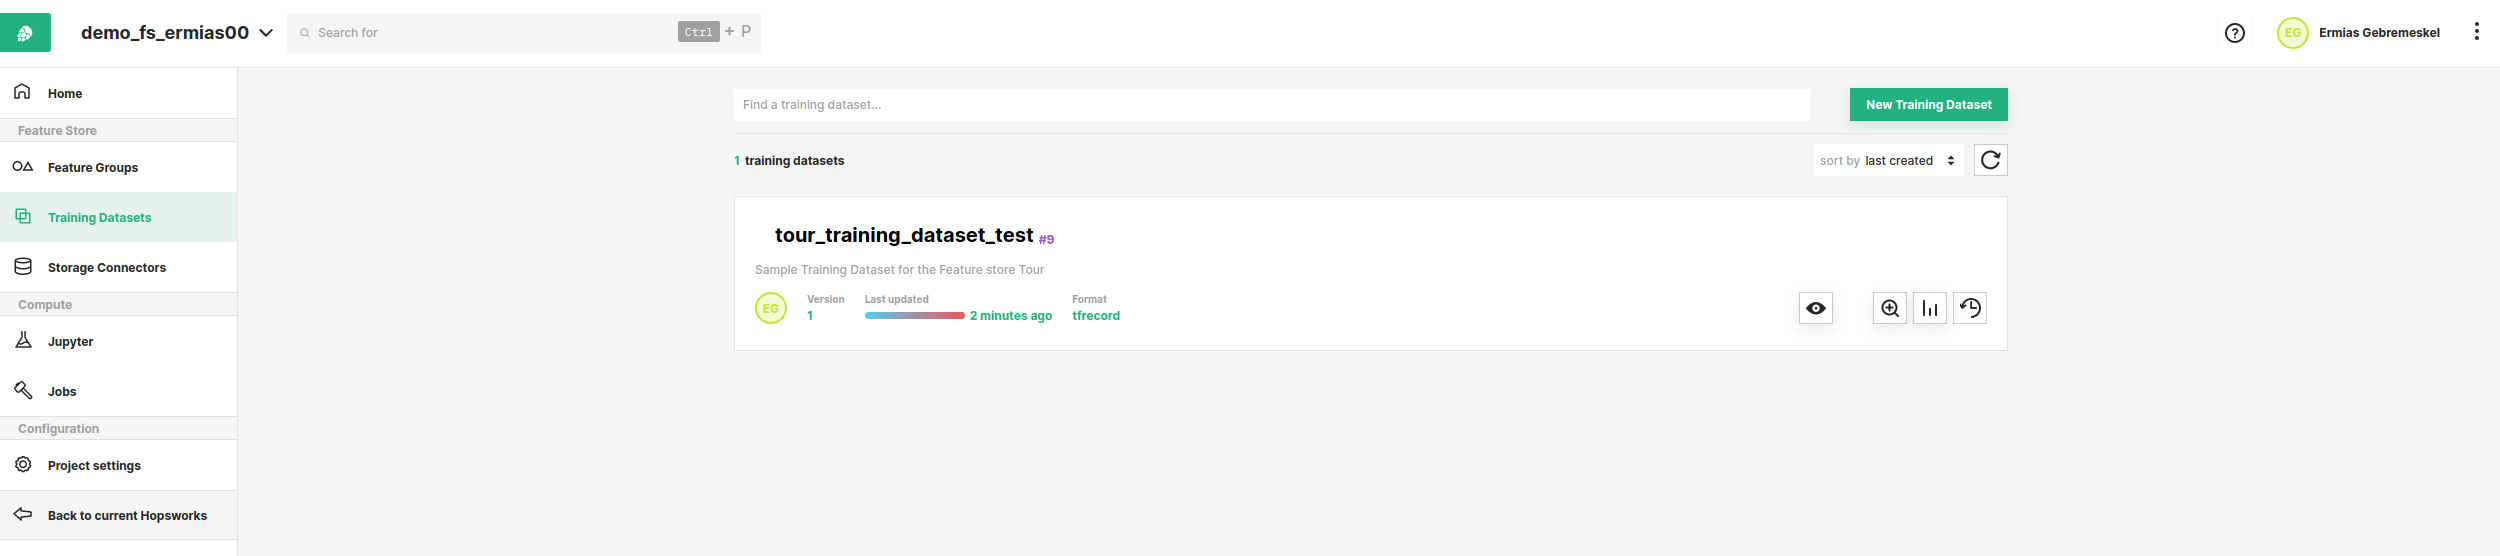 demo_fs_ermias00
Search for
Ctrl + P
EG
Ermias Gebremeskel
Home
Feature Store
Feature Groups
Training Datasets
Storage Connectors
Compute
Jupyter
Jobs
Configuration
Project settings
Back to current Hopsworks
Find a training dataset...
New Training Dataset
1 training datasets
sort by last created
tour_training_dataset_test #9
Sample Training Dataset for the Feature store Tour
EG
Version
1
Last updated
2 minutes ago
Format
tfrecord